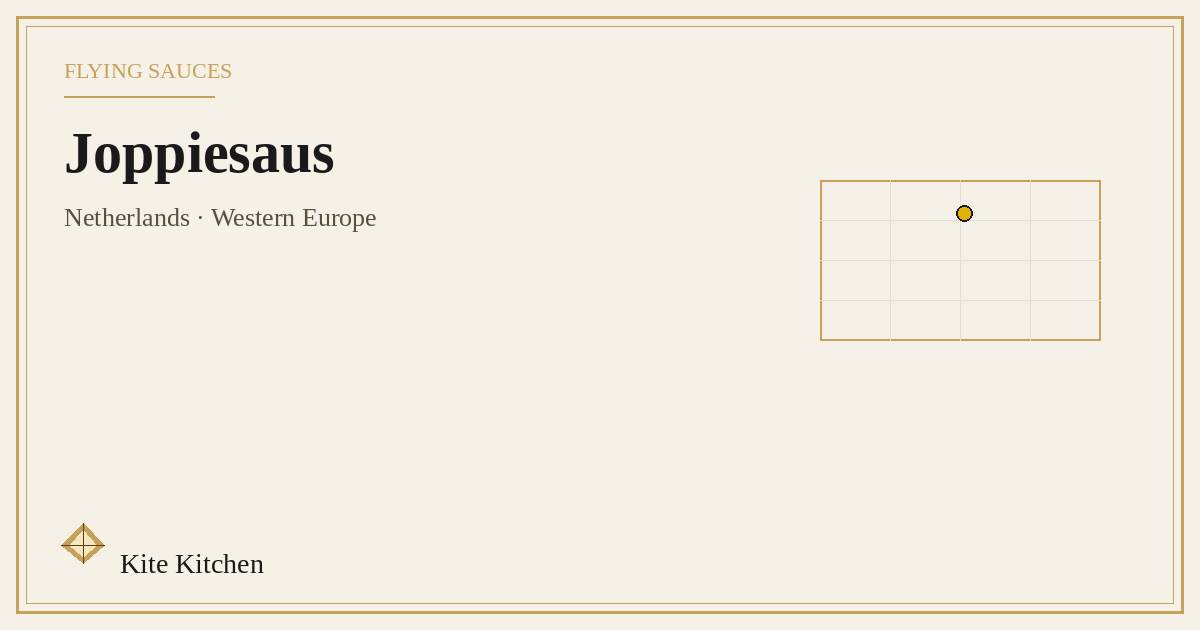 FLYING SAUCES
Joppiesaus
Netherlands · Western Europe
Kite Kitchen